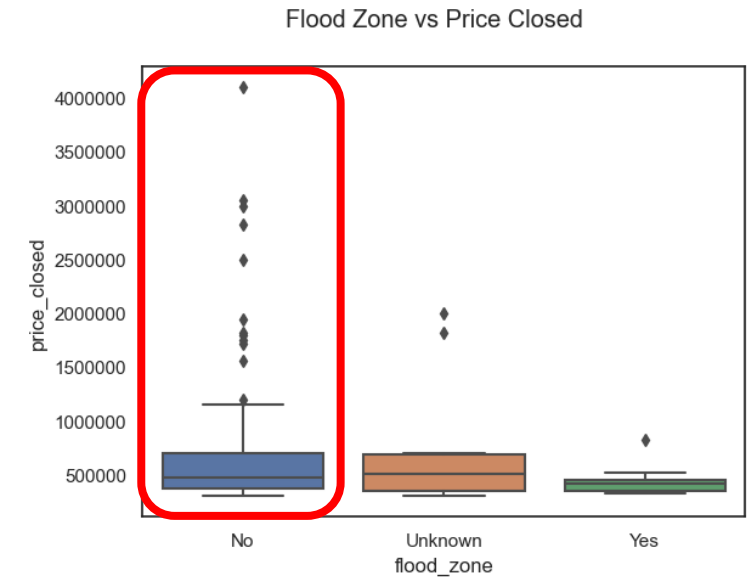 Flood Zone vs Price Closed
4000000
3500000
3000000
2500000
2000000
1500000
1000000
500000
price_closed
No Unknown Yes
flood_zone